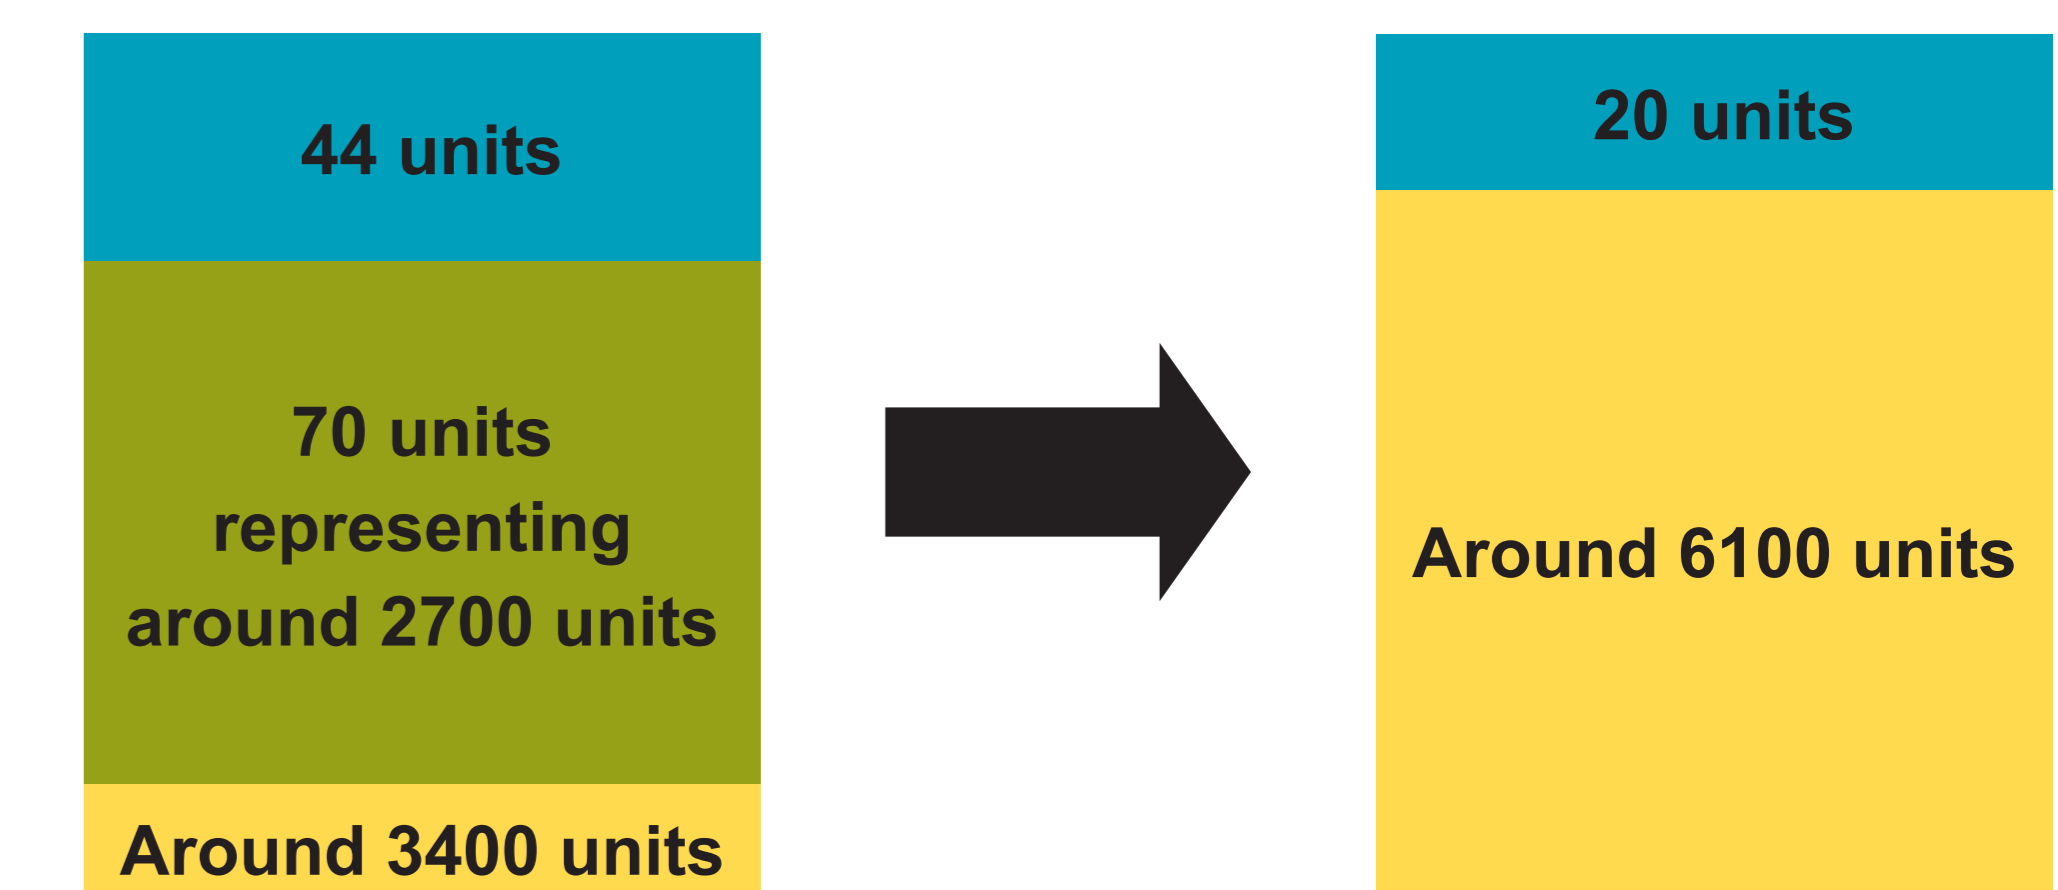 44 units
70 units
representing
around 2700 units
Around 3400 units
20 units
Around 6100 units